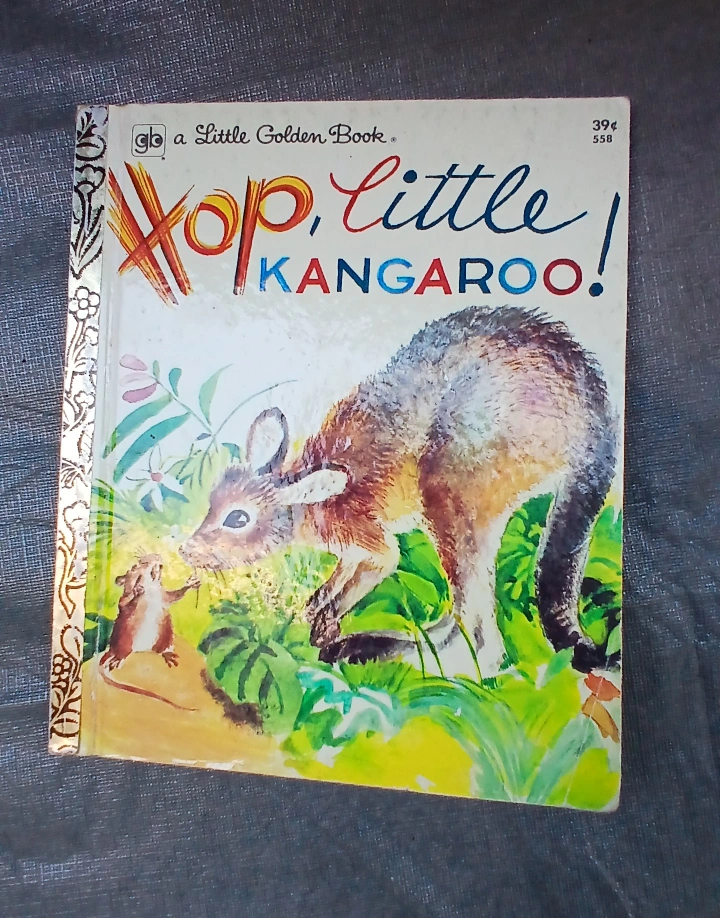 gb a Little Golden Book®
39¢
558
Hop, little
KANGAROO!